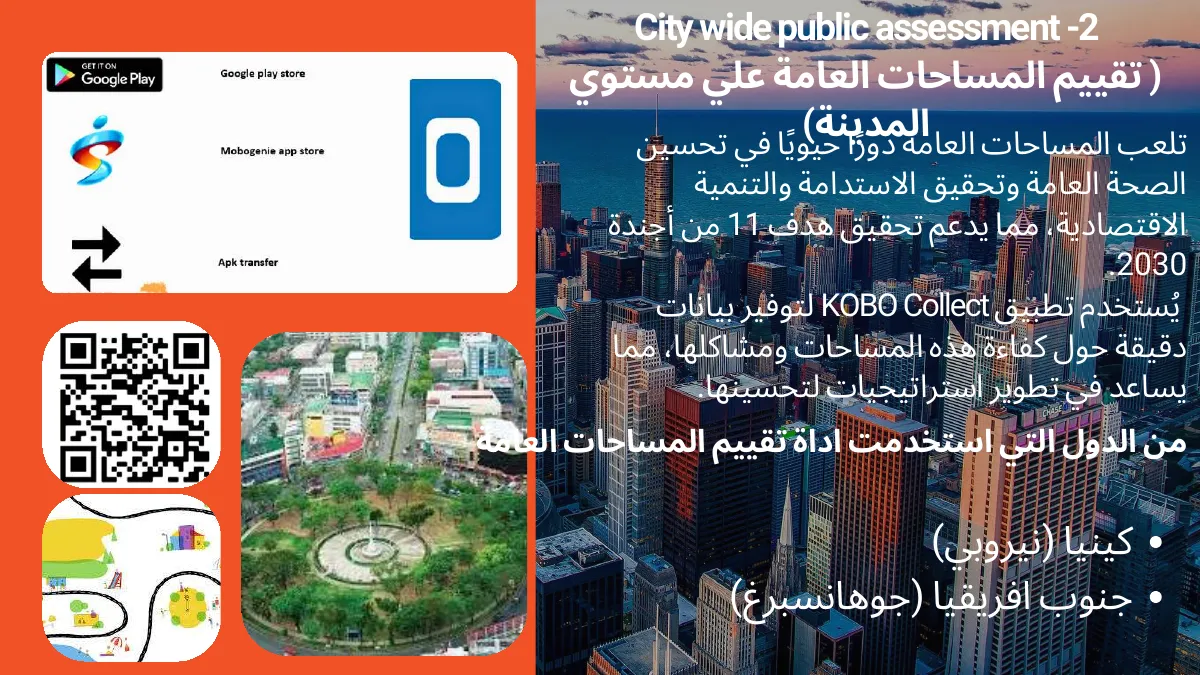 City wide public assessment -2
( تقييم المساحات العامة علي مستوي
المدينة)
تلعب المساحات العامة دورًا حيويًا في تحسين
الصحة العامة وتحقيق الاستدامة والتنمية
الاقتصادية، مما يدعم تحقيق هدف 11 من أجندة
2030.
يُستخدم تطبيق KOBO Collect لتوفير بيانات
دقيقة حول كفاءة هذه المساحات ومشاكلها، مما
يساعد في تطوير استراتيجيات لتحسينها.
من الدول التي استخدمت اداة تقييم المساحات العامة
• كينيا (نيروبي)
• جنوب افريقيا (جوهانسبرغ)
GET IT ON
Google Play
Google play store
Mobogenie app store
Apk transfer
CHASE